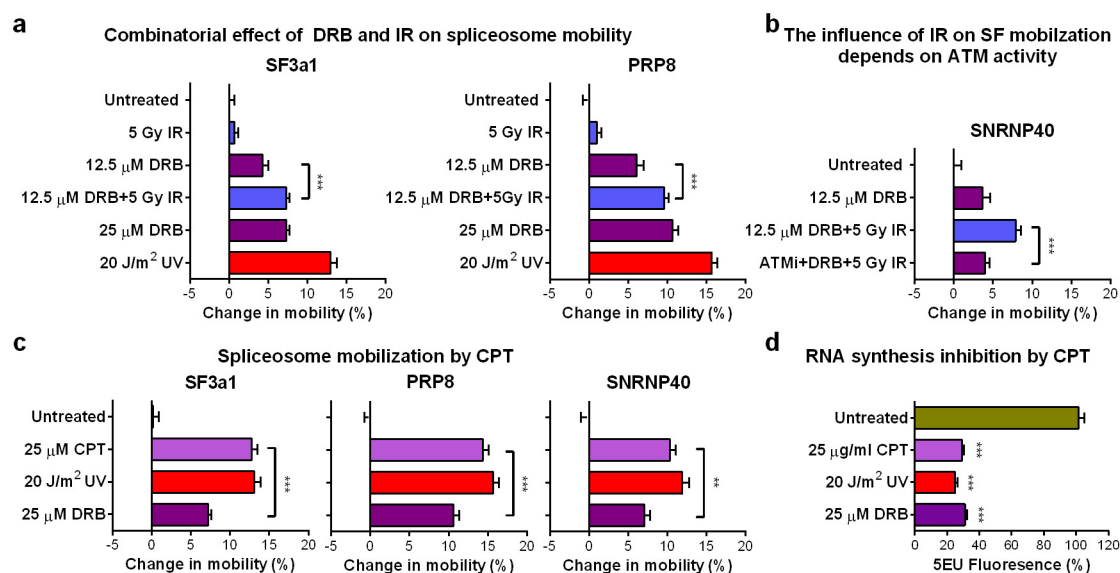 a
Combinatorial effect of DRB and IR on spliceosome mobility
SF3a1
Untreated
5 Gy IR
12.5 μM DRB
12.5 μM DRB+5 Gy IR
25 μM DRB
20 J/m² UV
***
-5 0 5 10 15 20
Change in mobility (%)
PRP8
Untreated
5 Gy IR
12.5 μM DRB
12.5 μM DRB+5Gy IR
25 μM DRB
20 J/m² UV
***
-5 0 5 10 15 20
Change in mobility (%)
b
The influence of IR on SF mobilzation
depends on ATM activity
SNRNP40
Untreated
12.5 μM DRB
12.5 μM DRB+5 Gy IR
ATMi+DRB+5 Gy IR
***
-5 0 5 10 15 20
Change in mobility (%)
c
Spliceosome mobilization by CPT
SF3a1
Untreated
25 μM CPT
20 J/m² UV
25 μM DRB
***
-5 0 5 10 15 20
Change in mobility (%)
PRP8
***
-5 0 5 10 15 20
Change in mobility (%)
SNRNP40
**
-5 0 5 10 15 20
Change in mobility (%)
d
RNA synthesis inhibition by CPT
Untreated
25 μg/ml CPT
***
20 J/m² UV
***
25 μM DRB
***
0 20 40 60 80 100 120
5EU Fluoresence (%)